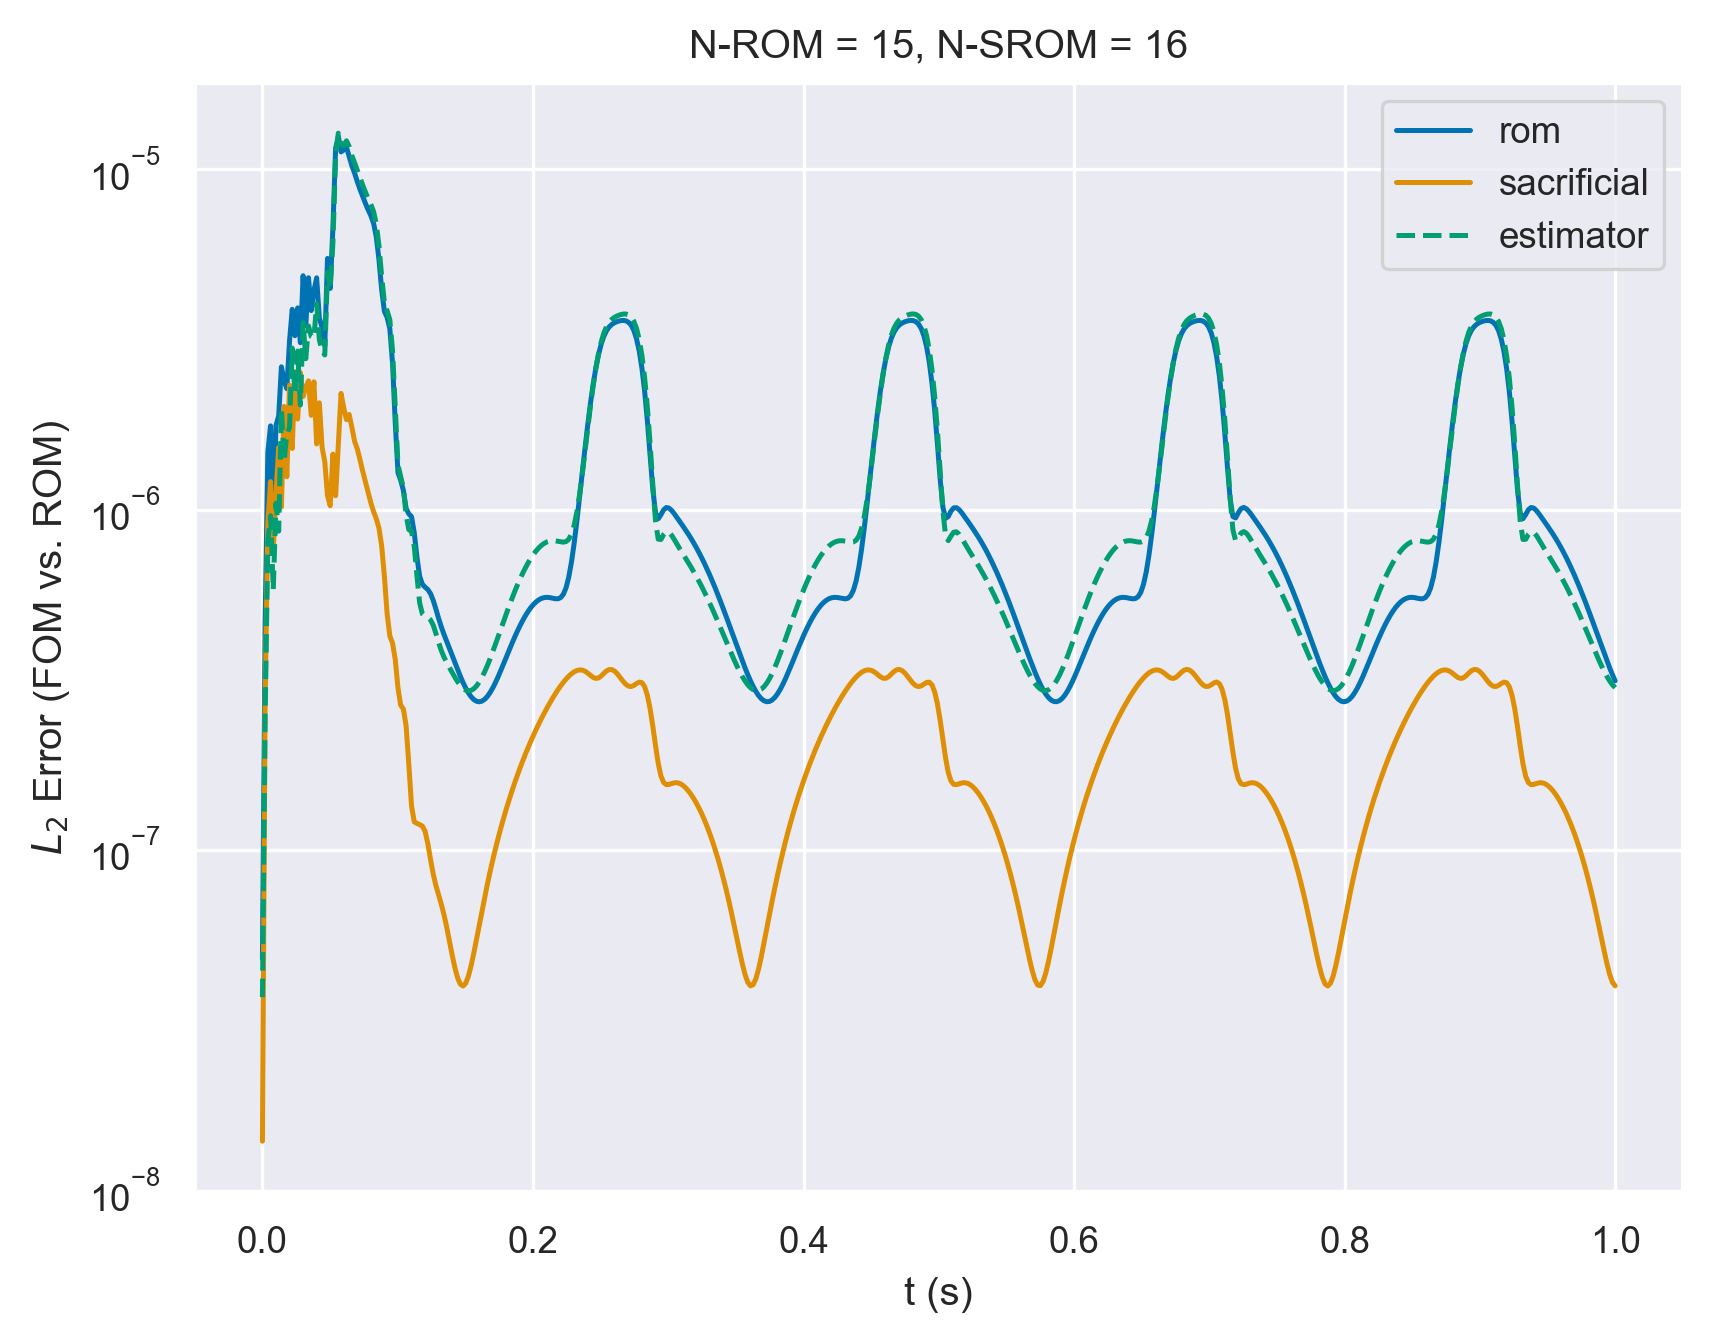 N-ROM = 15, N-SROM = 16
rom
sacrificial
estimator
L₂ Error (FOM vs. ROM)
10⁻⁵
10⁻⁶
10⁻⁷
10⁻⁸
0.0 0.2 0.4 0.6 0.8 1.0
t (s)